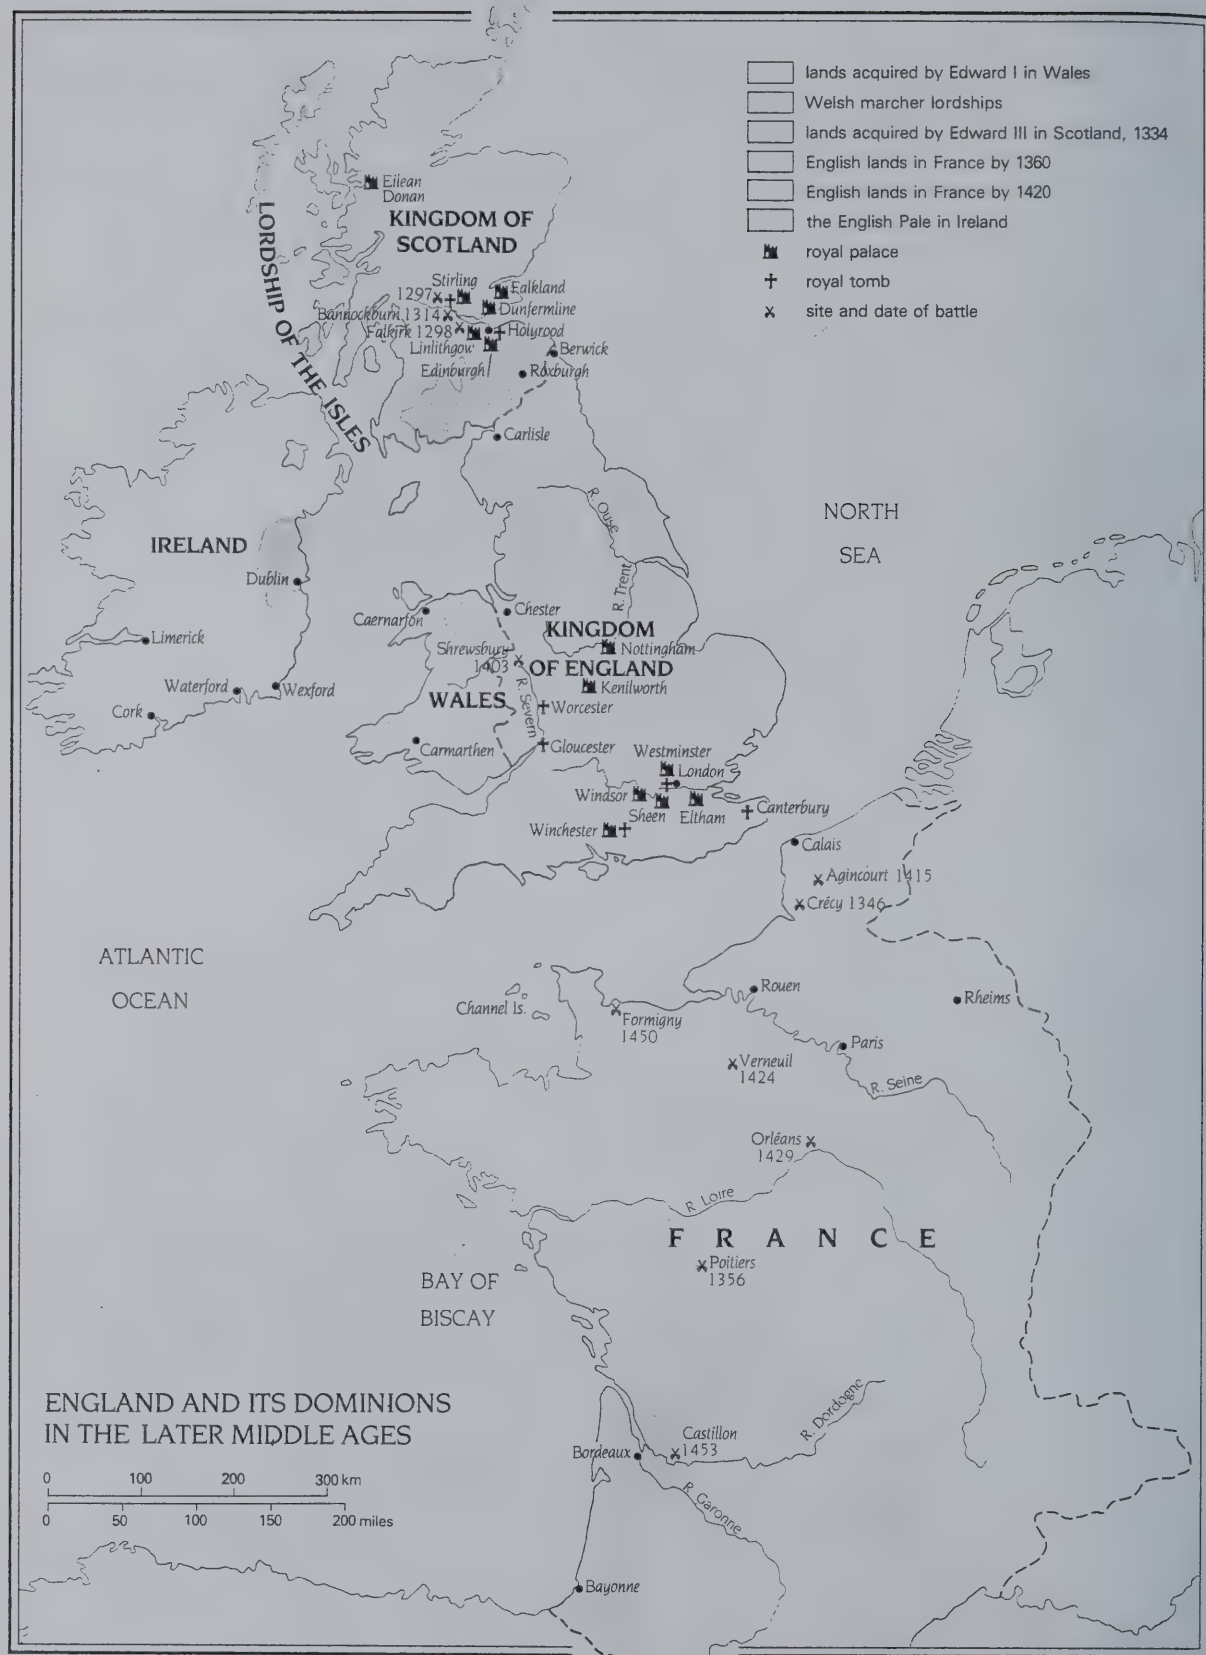 lands acquired by Edward I in Wales
Welsh marcher lordships
lands acquired by Edward III in Scotland, 1334
English lands in France by 1360
English lands in France by 1420
the English Pale in Ireland
royal palace
royal tomb
site and date of battle
Eilean
Donan
KINGDOM OF
SCOTLAND
LORDSHIP OF THE ISLES
Stirling
1297
Falkland
Dunfermline
Bannockburn 1314
Falkirk 1298
Holyrood
Linlithgow
Edinburgh
Berwick
Roxburgh
Carlisle
NORTH
SEA
R. Ouse
IRELAND
Dublin
R. Trent
Caernarfon
Chester
Limerick
KINGDOM
OF ENGLAND
Nottingham
Shrewsbury
1403
Kenilworth
Waterford
Wexford
WALES
R. Severn
Worcester
Cork
Carmarthen
Gloucester
Westminster
London
Windsor
Sheen
Eltham
Canterbury
Winchester
Calais
Agincourt 1415
Crécy 1346
ATLANTIC
OCEAN
Channel Is.
Rouen
Rheims
Formigny
1450
Paris
Verneuil
1424
R. Seine
Orléans
1429
R. Loire
FRANCE
Poitiers
1356
BAY OF
BISCAY
ENGLAND AND ITS DOMINIONS
IN THE LATER MIDDLE AGES
R. Dordogne
Castillon
1453
Bordeaux
R. Garonne
0 100 200 300 km
0 50 100 150 200 miles
Bayonne